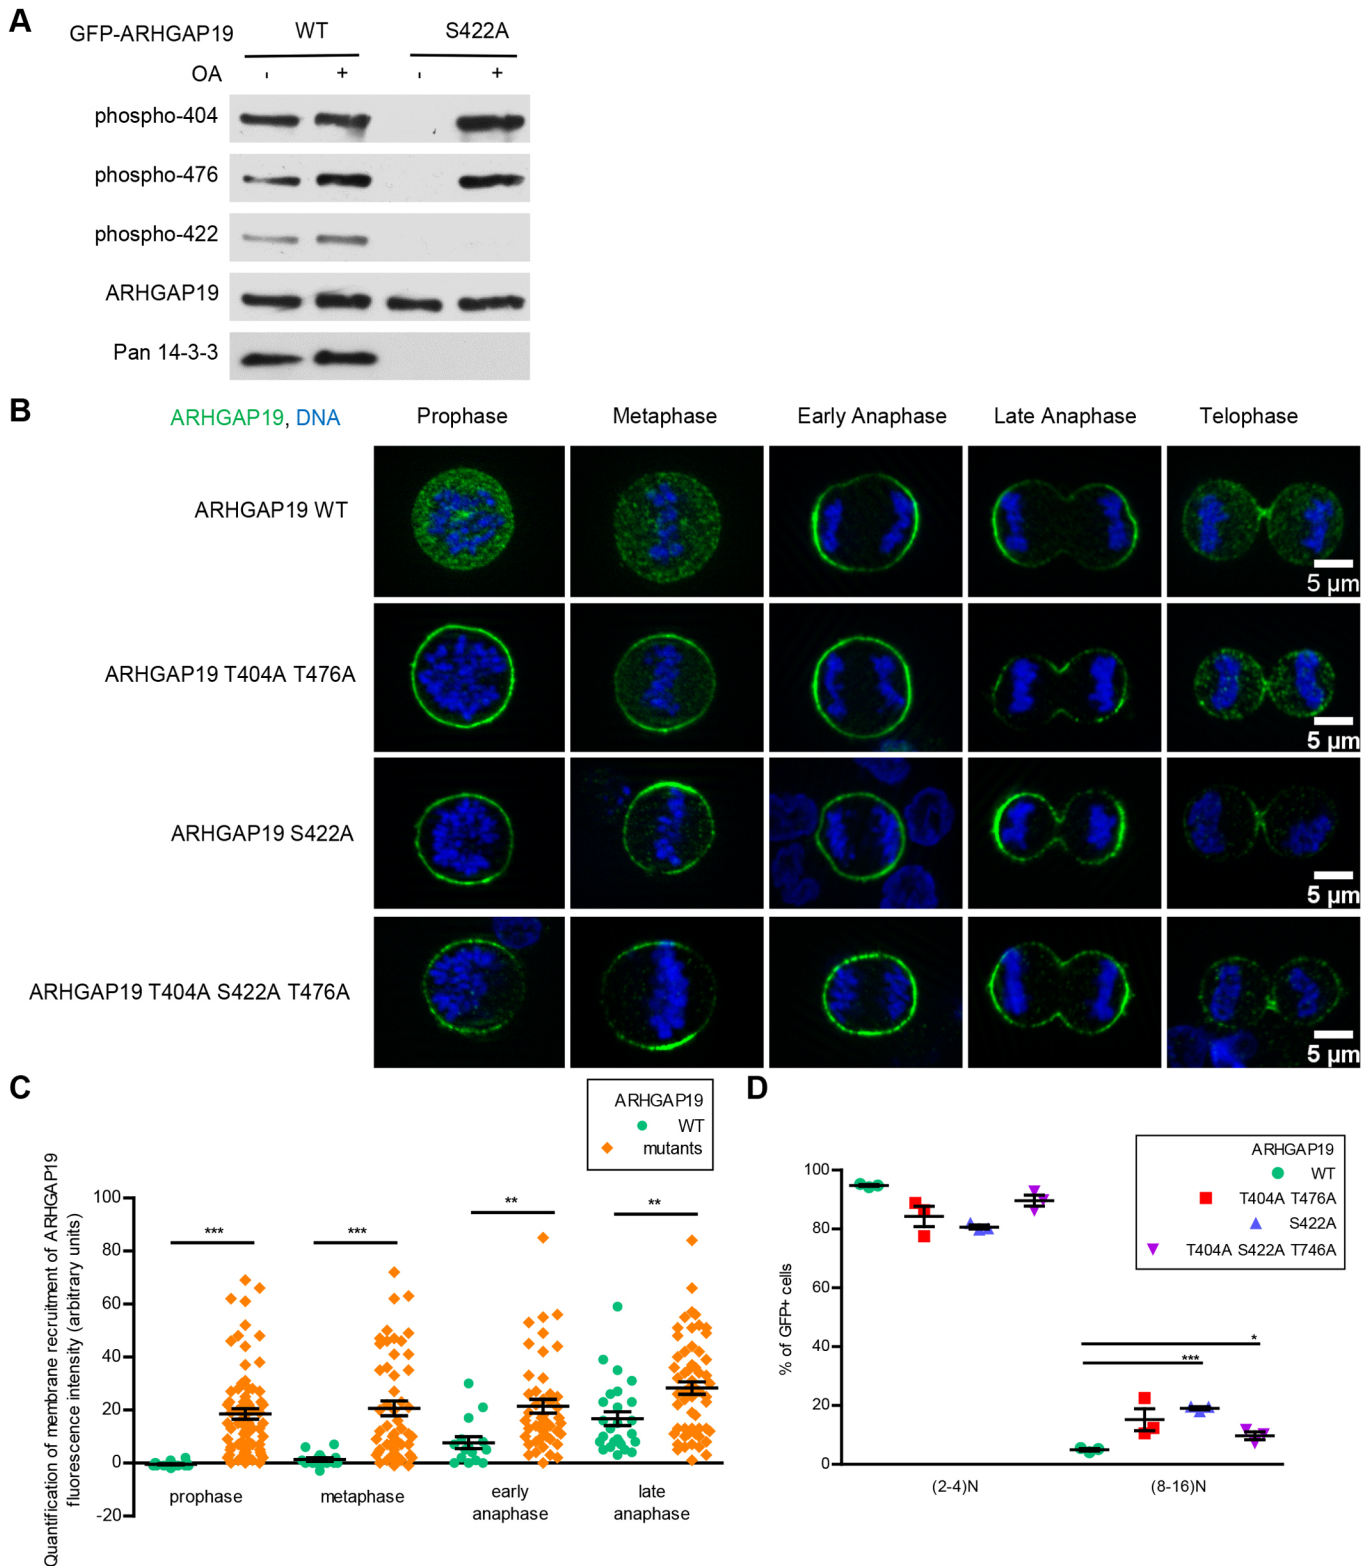 A
GFP-ARHGAP19 WT S422A
OA - + - +
phospho-404
phospho-476
phospho-422
ARHGAP19
Pan 14-3-3
B
ARHGAP19, DNA Prophase Metaphase Early Anaphase Late Anaphase Telophase
ARHGAP19 WT
5 µm
ARHGAP19 T404A T476A
5 µm
ARHGAP19 S422A
5 µm
ARHGAP19 T404A S422A T476A
5 µm
C
ARHGAP19
WT
mutants
Quantification of membrane recruitment of ARHGAP19
fluorescence intensity (arbitrary units)
100
80
60
40
20
0
-20
*** *** ** **
prophase metaphase early anaphase late anaphase
D
ARHGAP19
WT
T404A T476A
S422A
T404A S422A T746A
% of GFP+ cells
100
80
60
40
20
0
*
***
(2-4)N (8-16)N